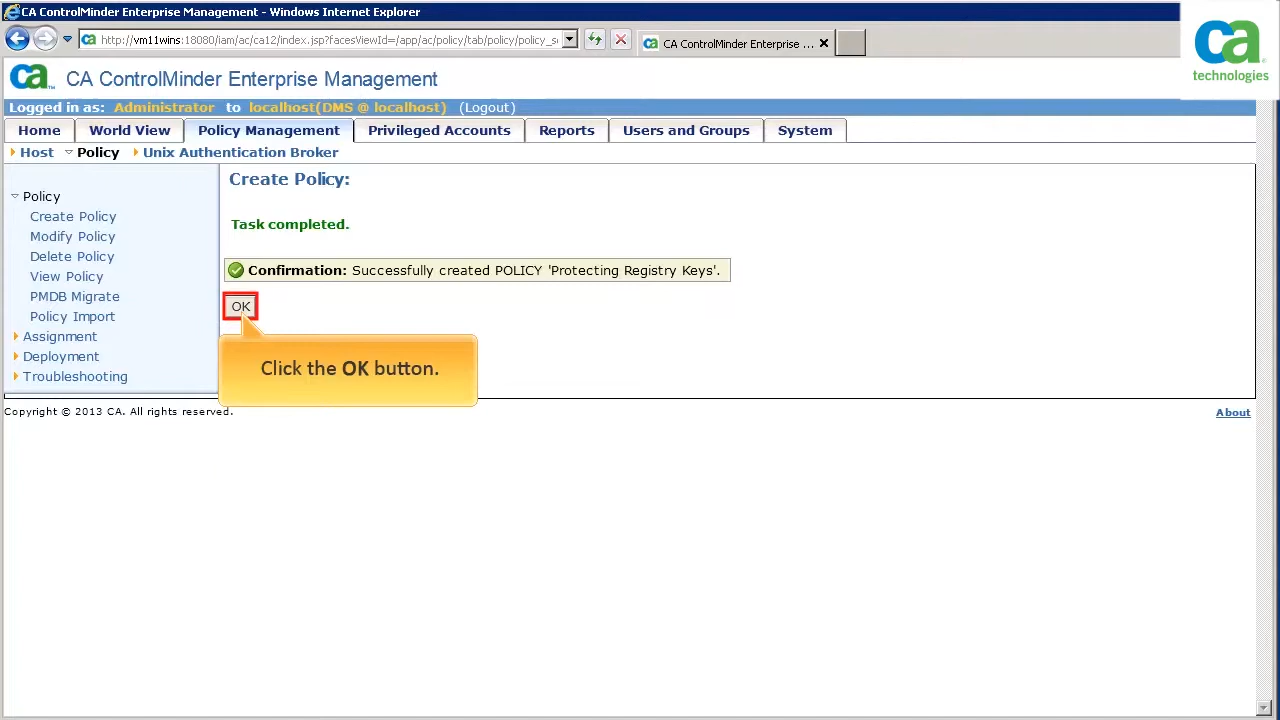 CA ControlMinder Enterprise Management - Windows Internet Explorer
http://vm11wins:18080/iam/ac/ca12/index.jsp?facesViewId=/app/ac/policy/tab/policy/policy_s
CA ControlMinder Enterprise ...
ca
technologies
ca
CA ControlMinder Enterprise Management
Logged in as: Administrator to localhost(DMS @ localhost) (Logout)
Home World View Policy Management Privileged Accounts Reports Users and Groups System
Host Policy Unix Authentication Broker
Policy
Create Policy
Modify Policy
Delete Policy
View Policy
PMDB Migrate
Policy Import
Assignment
Deployment
Troubleshooting
Create Policy:
Task completed.
Confirmation: Successfully created POLICY 'Protecting Registry Keys'.
OK
Click the OK button.
Copyright © 2013 CA. All rights reserved.
About